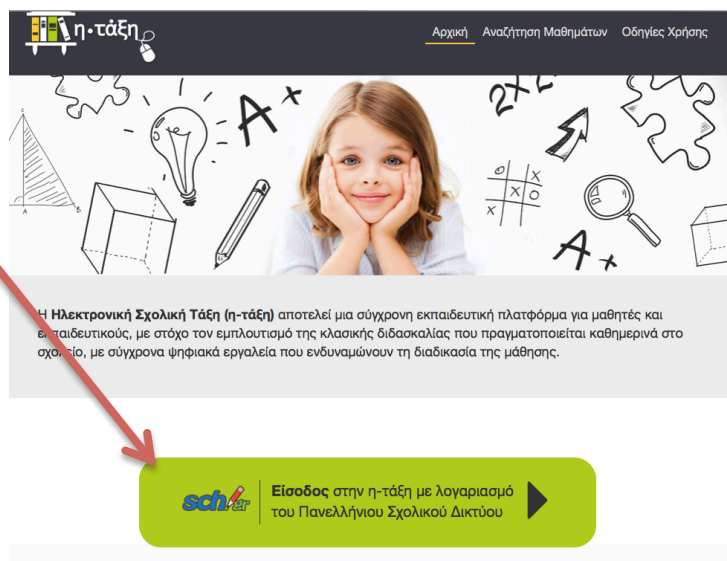 η·τάξη
Αρχική Αναζήτηση Μαθημάτων Οδηγίες Χρήσης
C
A
B
A+
2×2
O X
X O
X
A+
Η Ηλεκτρονική Σχολική Τάξη (η-τάξη) αποτελεί μια σύγχρονη εκπαιδευτική πλατφόρμα για μαθητές και
εκπαιδευτικούς, με στόχο τον εμπλουτισμό της κλασικής διδασκαλίας που πραγματοποιείται καθημερινά στο
σχολείο, με σύγχρονα ψηφιακά εργαλεία που ενδυναμώνουν τη διαδικασία της μάθησης.
sch.gr
Είσοδος στην η-τάξη με λογαριασμό
του Πανελλήνιου Σχολικού Δικτύου